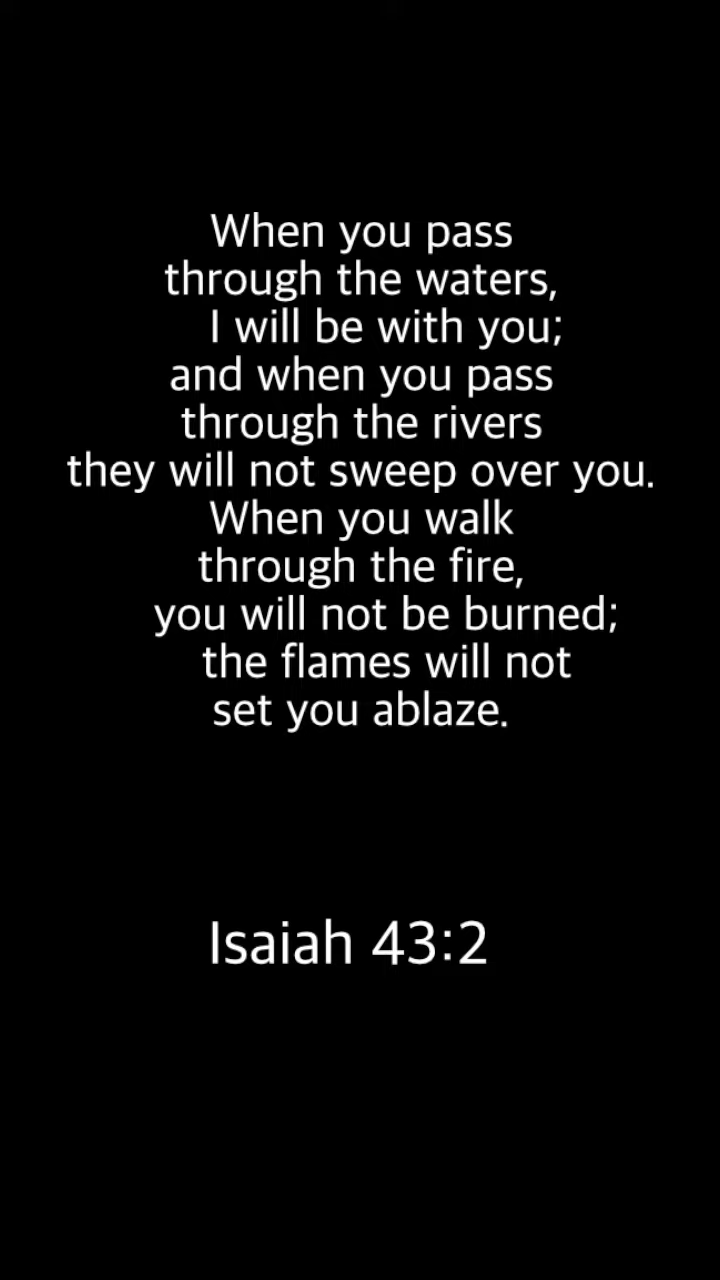 When you pass
through the waters,
I will be with you;
and when you pass
through the rivers
they will not sweep over you.
When you walk
through the fire,
you will not be burned;
the flames will not
set you ablaze.
Isaiah 43:2